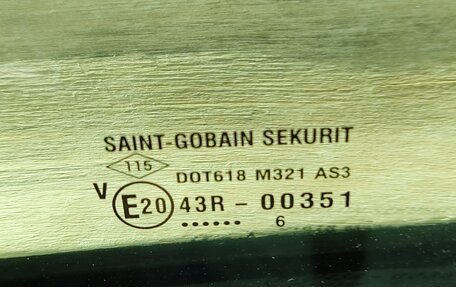 SAINT-GOBAIN SEKURIT
115 DOT618 M321 AS3
V E20 43R - 00351
...... 6